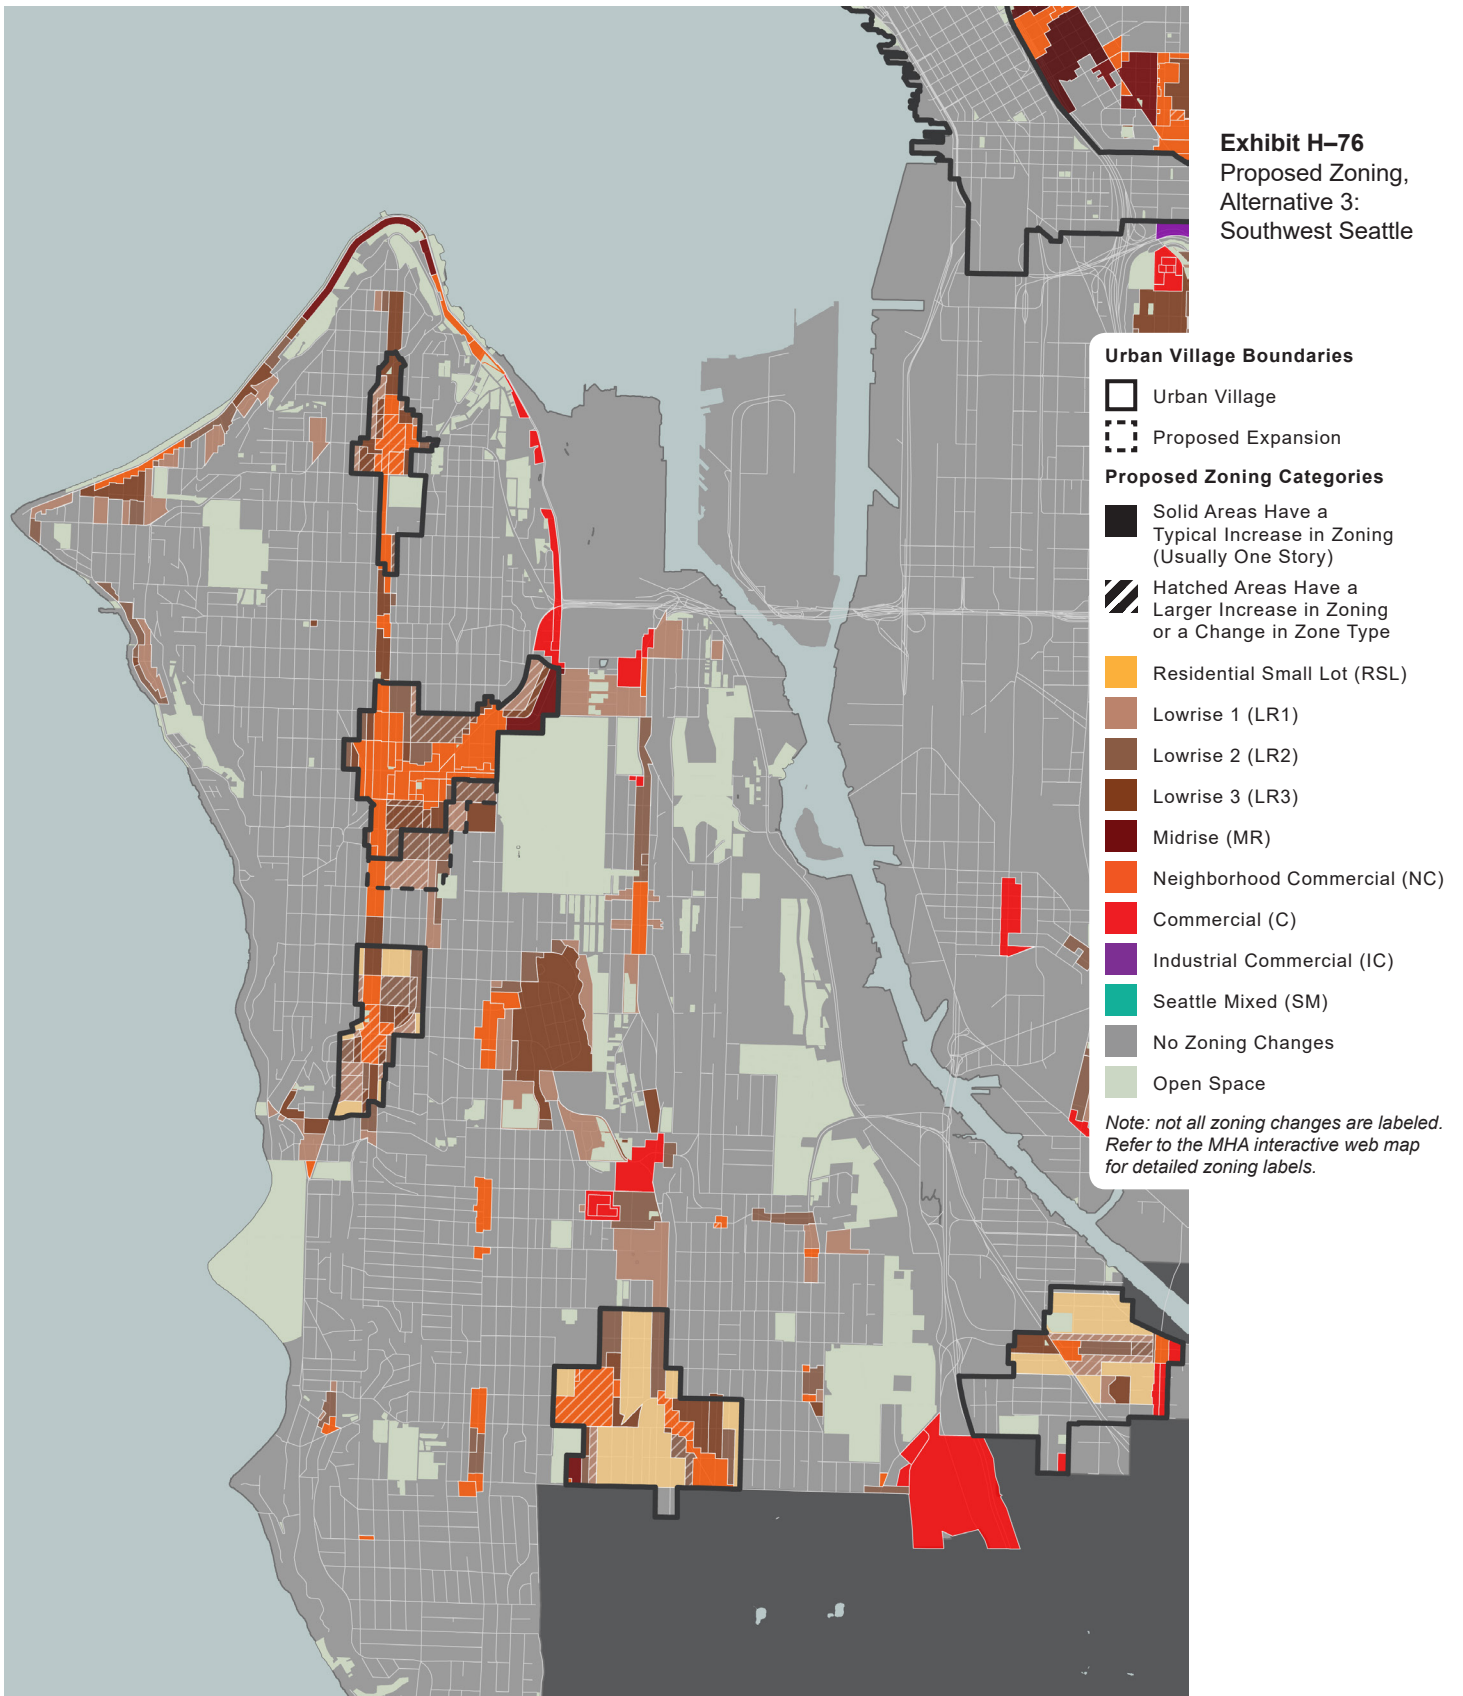 Exhibit H–76
Proposed Zoning,
Alternative 3:
Southwest Seattle
Urban Village Boundaries
Urban Village
Proposed Expansion
Proposed Zoning Categories
Solid Areas Have a
Typical Increase in Zoning
(Usually One Story)
Hatched Areas Have a
Larger Increase in Zoning
or a Change in Zone Type
Residential Small Lot (RSL)
Lowrise 1 (LR1)
Lowrise 2 (LR2)
Lowrise 3 (LR3)
Midrise (MR)
Neighborhood Commercial (NC)
Commercial (C)
Industrial Commercial (IC)
Seattle Mixed (SM)
No Zoning Changes
Open Space
Note: not all zoning changes are labeled.
Refer to the MHA interactive web map
for detailed zoning labels.